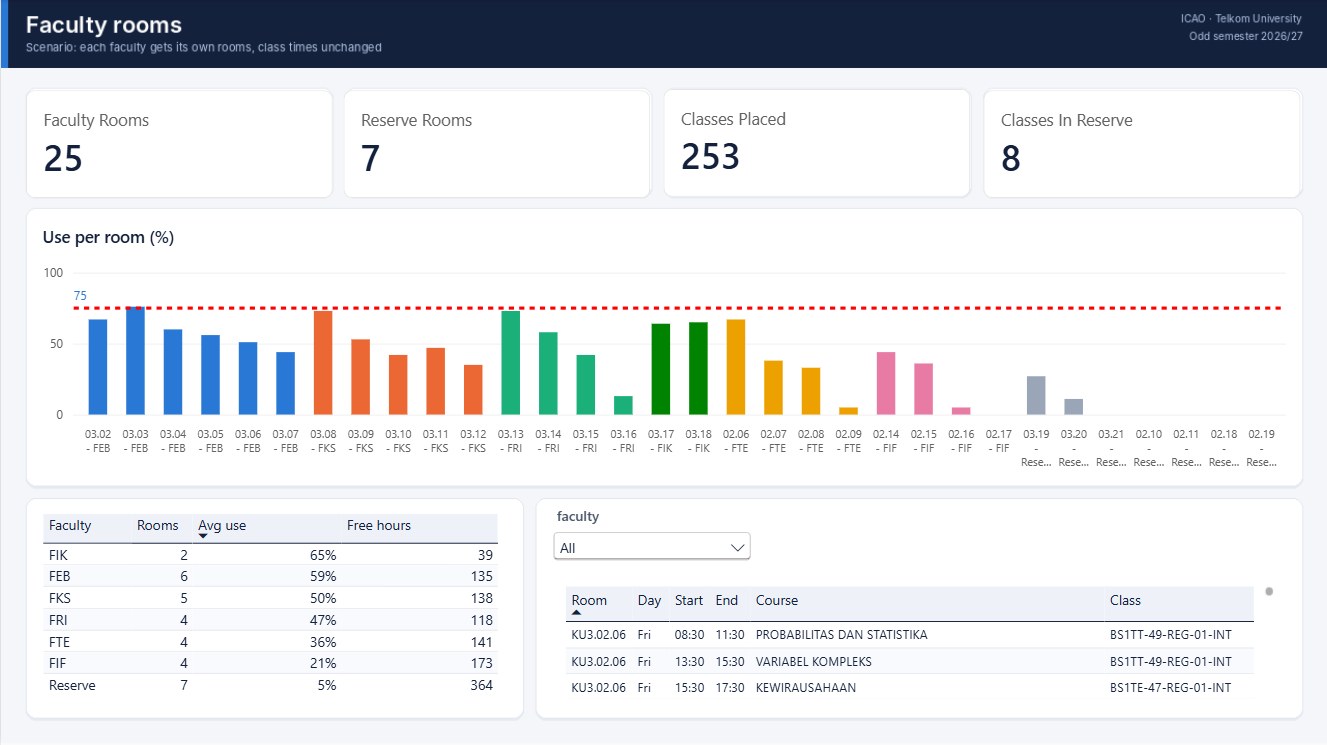 Faculty rooms
Scenario: each faculty gets its own rooms, class times unchanged
ICAO · Telkom University
Odd semester 2026/27
Faculty Rooms
25
Reserve Rooms
7
Classes Placed
253
Classes In Reserve
8
Use per room (%)
100
75
50
0
03.02 - FEB
03.03 - FEB
03.04 - FEB
03.05 - FEB
03.06 - FEB
03.07 - FEB
03.08 - FKS
03.09 - FKS
03.10 - FKS
03.11 - FKS
03.12 - FKS
03.13 - FRI
03.14 - FRI
03.15 - FRI
03.16 - FRI
03.17 - FIK
03.18 - FIK
02.06 - FTE
02.07 - FTE
02.08 - FTE
02.09 - FTE
02.14 - FIF
02.15 - FIF
02.16 - FIF
02.17 - FIF
03.19 - Rese...
03.20 - Rese...
03.21 - Rese...
02.10 - Rese...
02.11 - Rese...
02.18 - Rese...
02.19 - Rese...
Faculty Rooms Avg use Free hours
FIK 2 65% 39
FEB 6 59% 135
FKS 5 50% 138
FRI 4 47% 118
FTE 4 36% 141
FIF 4 21% 173
Reserve 7 5% 364
faculty
All
Room Day Start End Course Class
KU3.02.06 Fri 08:30 11:30 PROBABILITAS DAN STATISTIKA BS1TT-49-REG-01-INT
KU3.02.06 Fri 13:30 15:30 VARIABEL KOMPLEKS BS1TT-49-REG-01-INT
KU3.02.06 Fri 15:30 17:30 KEWIRAUSAHAAN BS1TE-47-REG-01-INT